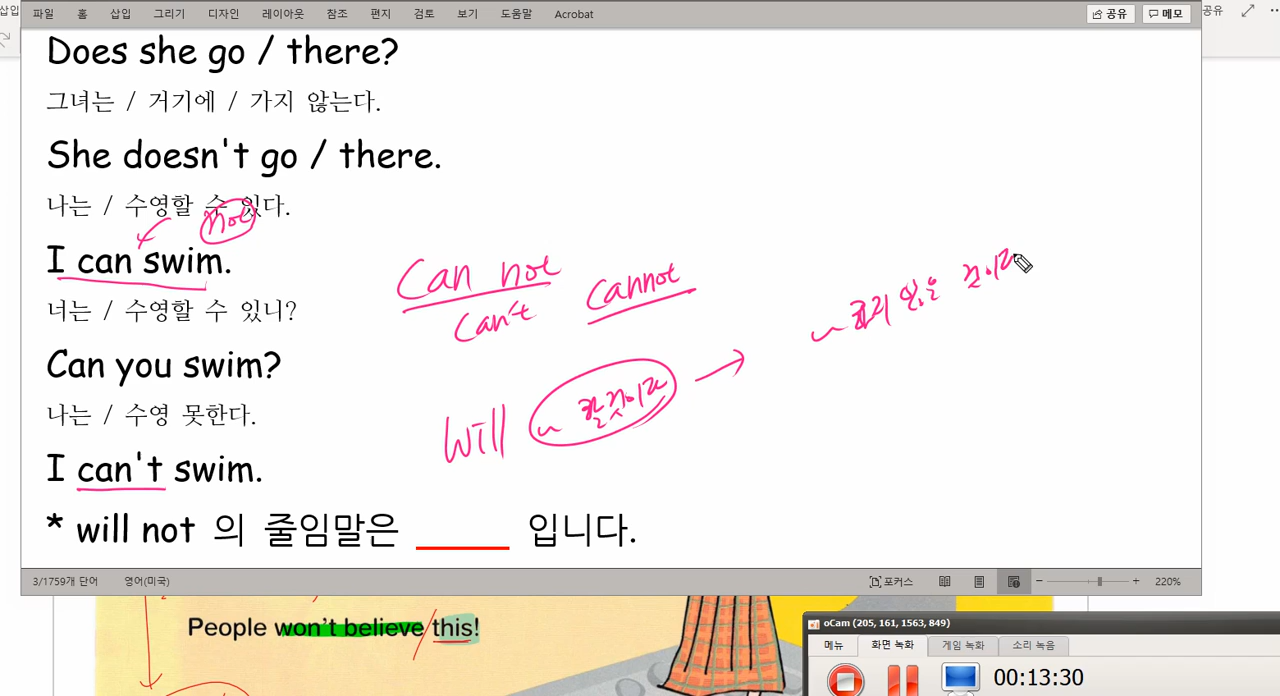 삽입
파일 홈 삽입 그리기 디자인 레이아웃 참조 편지 검토 보기 도움말 Acrobat 공유 메모
공유
Does she go / there?
그녀는 / 거기에 / 가지 않는다.
She doesn't go / there.
나는 / 수영할 수 있다.
not
I can swim.
can not
can't
cannot
너는 / 수영할 수 있니?
Can you swim?
will ~ 할것이다
나는 / 수영 못한다.
I can't swim.
* will not 의 줄임말은 입니다.
3/1759개 단어 영어(미국) 포커스 220%
People won't believe / this!
oCam (205, 161, 1563, 849)
메뉴 화면 녹화 게임 녹화 소리 녹음
00:13:30